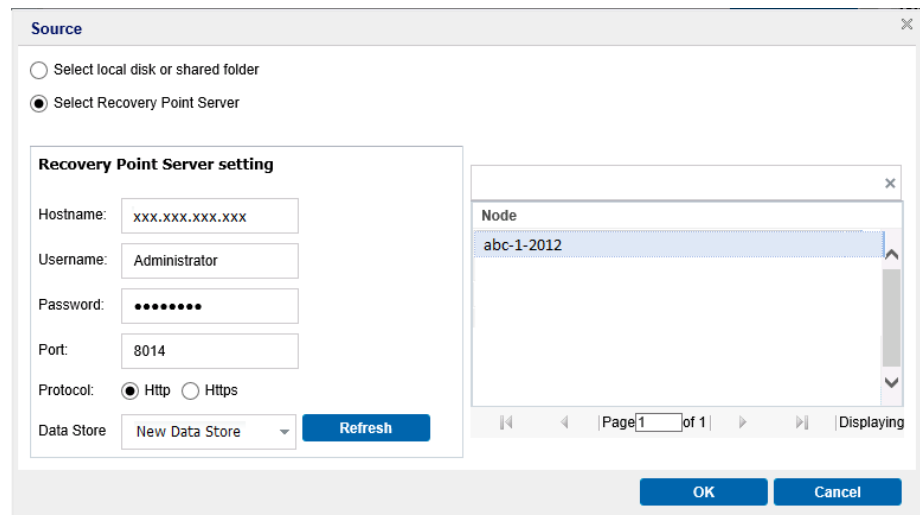 Source
Select local disk or shared folder
Select Recovery Point Server
Recovery Point Server setting
Hostname: xxx.xxx.xxx.xxx
Username: Administrator
Password: ●●●●●●●●
Port: 8014
Protocol: Http Https
Data Store New Data Store Refresh
Node
abc-1-2012
Page 1 of 1 Displaying
OK Cancel